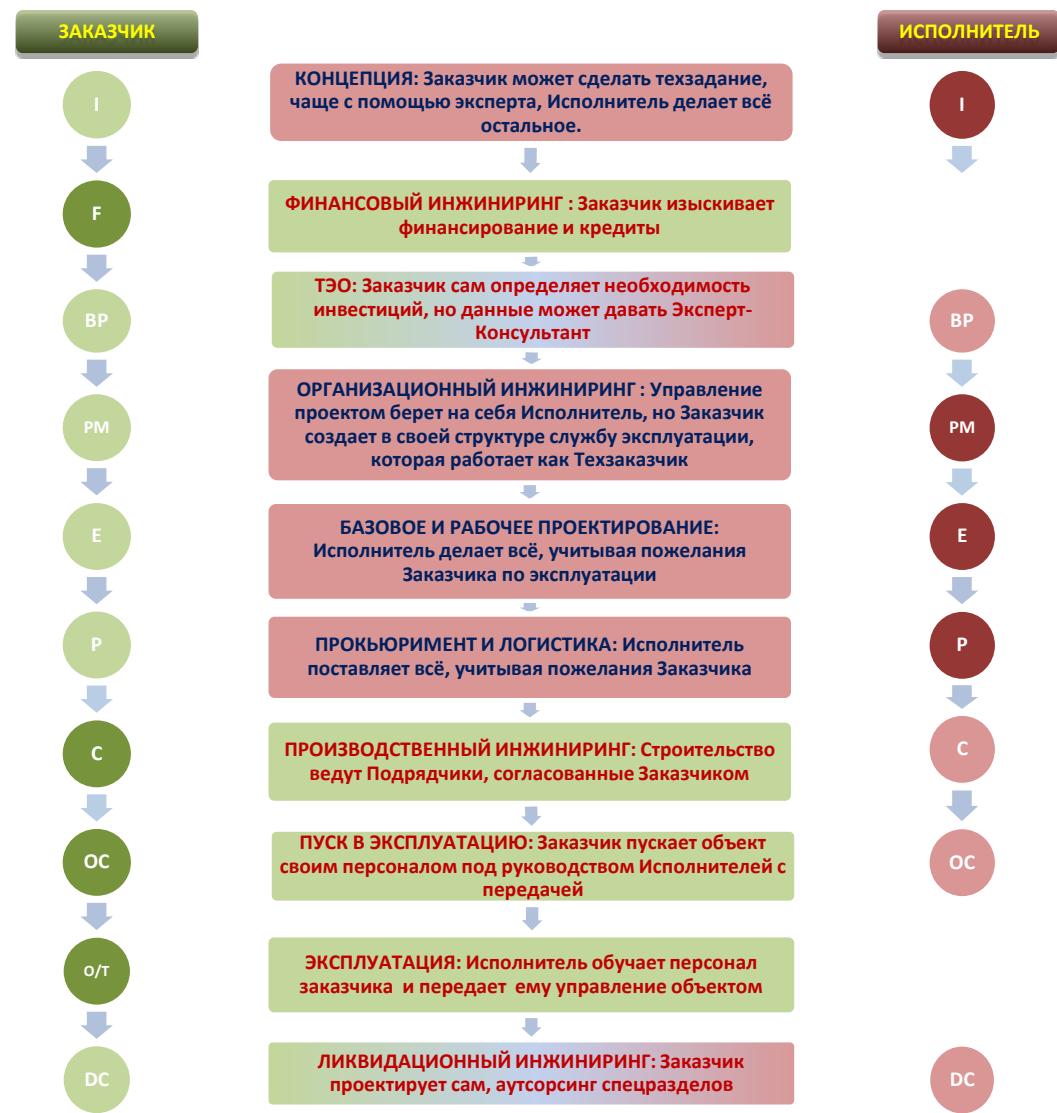 ЗАКАЗЧИК
ИСПОЛНИТЕЛЬ
I
КОНЦЕПЦИЯ: Заказчик может сделать техзадание,
чаще с помощью эксперта, Исполнитель делает всё
остальное.
I
F
ФИНАНСОВЫЙ ИНЖИНИРИНГ : Заказчик изыскивает
финансирование и кредиты
BP
ТЭО: Заказчик сам определяет необходимость
инвестиций, но данные может давать Эксперт-
Консультант
BP
PM
ОРГАНИЗАЦИОННЫЙ ИНЖИНИРИНГ : Управление
проектом берет на себя Исполнитель, но Заказчик
создает в своей структуре службу эксплуатации,
которая работает как Техзаказчик
PM
E
БАЗОВОЕ И РАБОЧЕЕ ПРОЕКТИРОВАНИЕ:
Исполнитель делает всё, учитывая пожелания
Заказчика по эксплуатации
E
P
ПРОКЬЮРИМЕНТ И ЛОГИСТИКА: Исполнитель
поставляет всё, учитывая пожелания Заказчика
P
C
ПРОИЗВОДСТВЕННЫЙ ИНЖИНИРИНГ: Строительство
ведут Подрядчики, согласованные Заказчиком
C
OC
ПУСК В ЭКСПЛУАТАЦИЮ: Заказчик пускает объект
своим персоналом под руководством Исполнителей с
передачей
OC
O/T
ЭКСПЛУАТАЦИЯ: Исполнитель обучает персонал
заказчика и передает ему управление объектом
DC
ЛИКВИДАЦИОННЫЙ ИНЖИНИРИНГ: Заказчик
проектирует сам, аутсорсинг спецразделов
DC